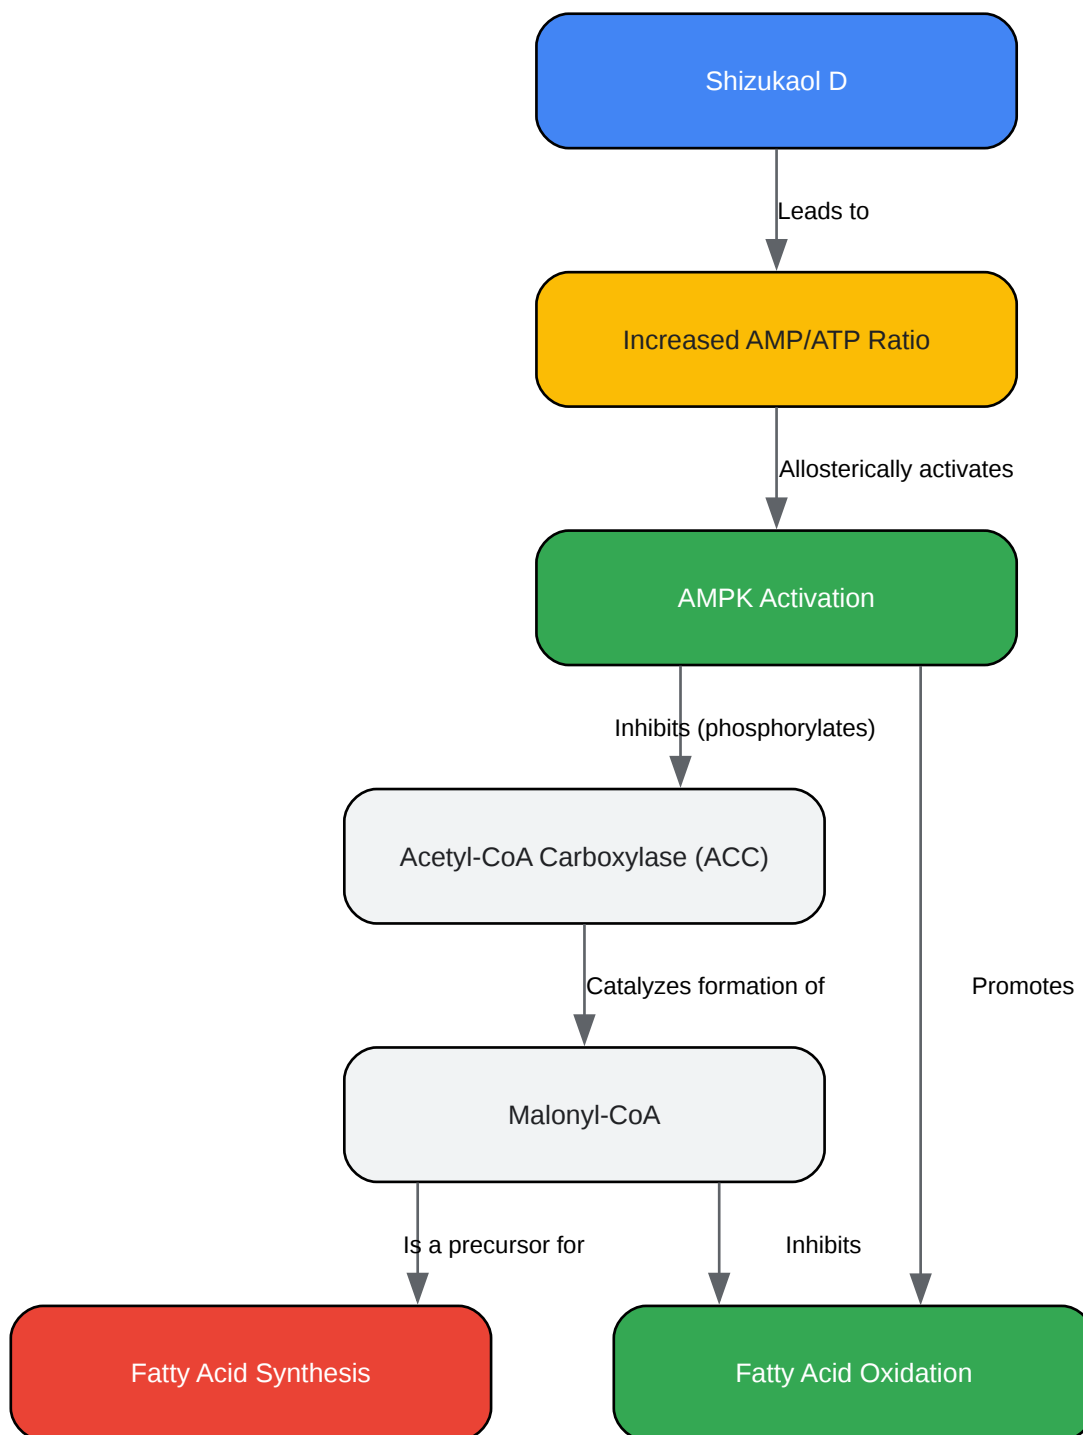 Shizukaol D
Leads to
Increased AMP/ATP Ratio
Allosterically activates
AMPK Activation
Inhibits (phosphorylates)
Acetyl-CoA Carboxylase (ACC)
Catalyzes formation of
Promotes
Malonyl-CoA
Is a precursor for
Inhibits
Fatty Acid Synthesis
Fatty Acid Oxidation